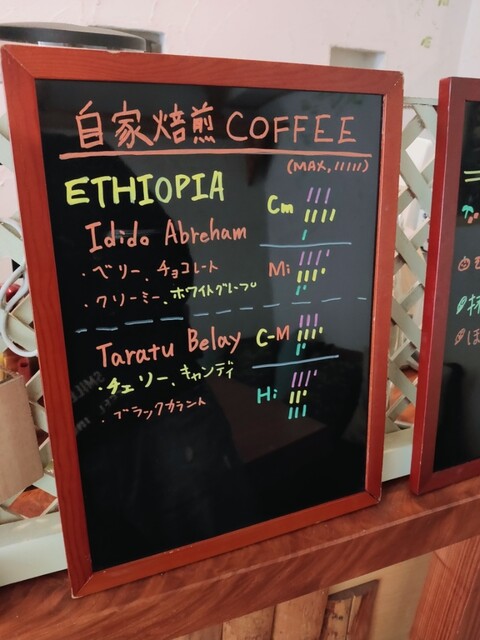 自家焙煎 COFFEE
(MAX, IIIII)
ETHIOPIA
Idido Abreham
・ベリー、チョコレート
・クリーミー、ホワイトグレープ
Cm
Mi
Taratu Belay
・チェリー、キャンディ
・ブラックカラント
C-M
Hi